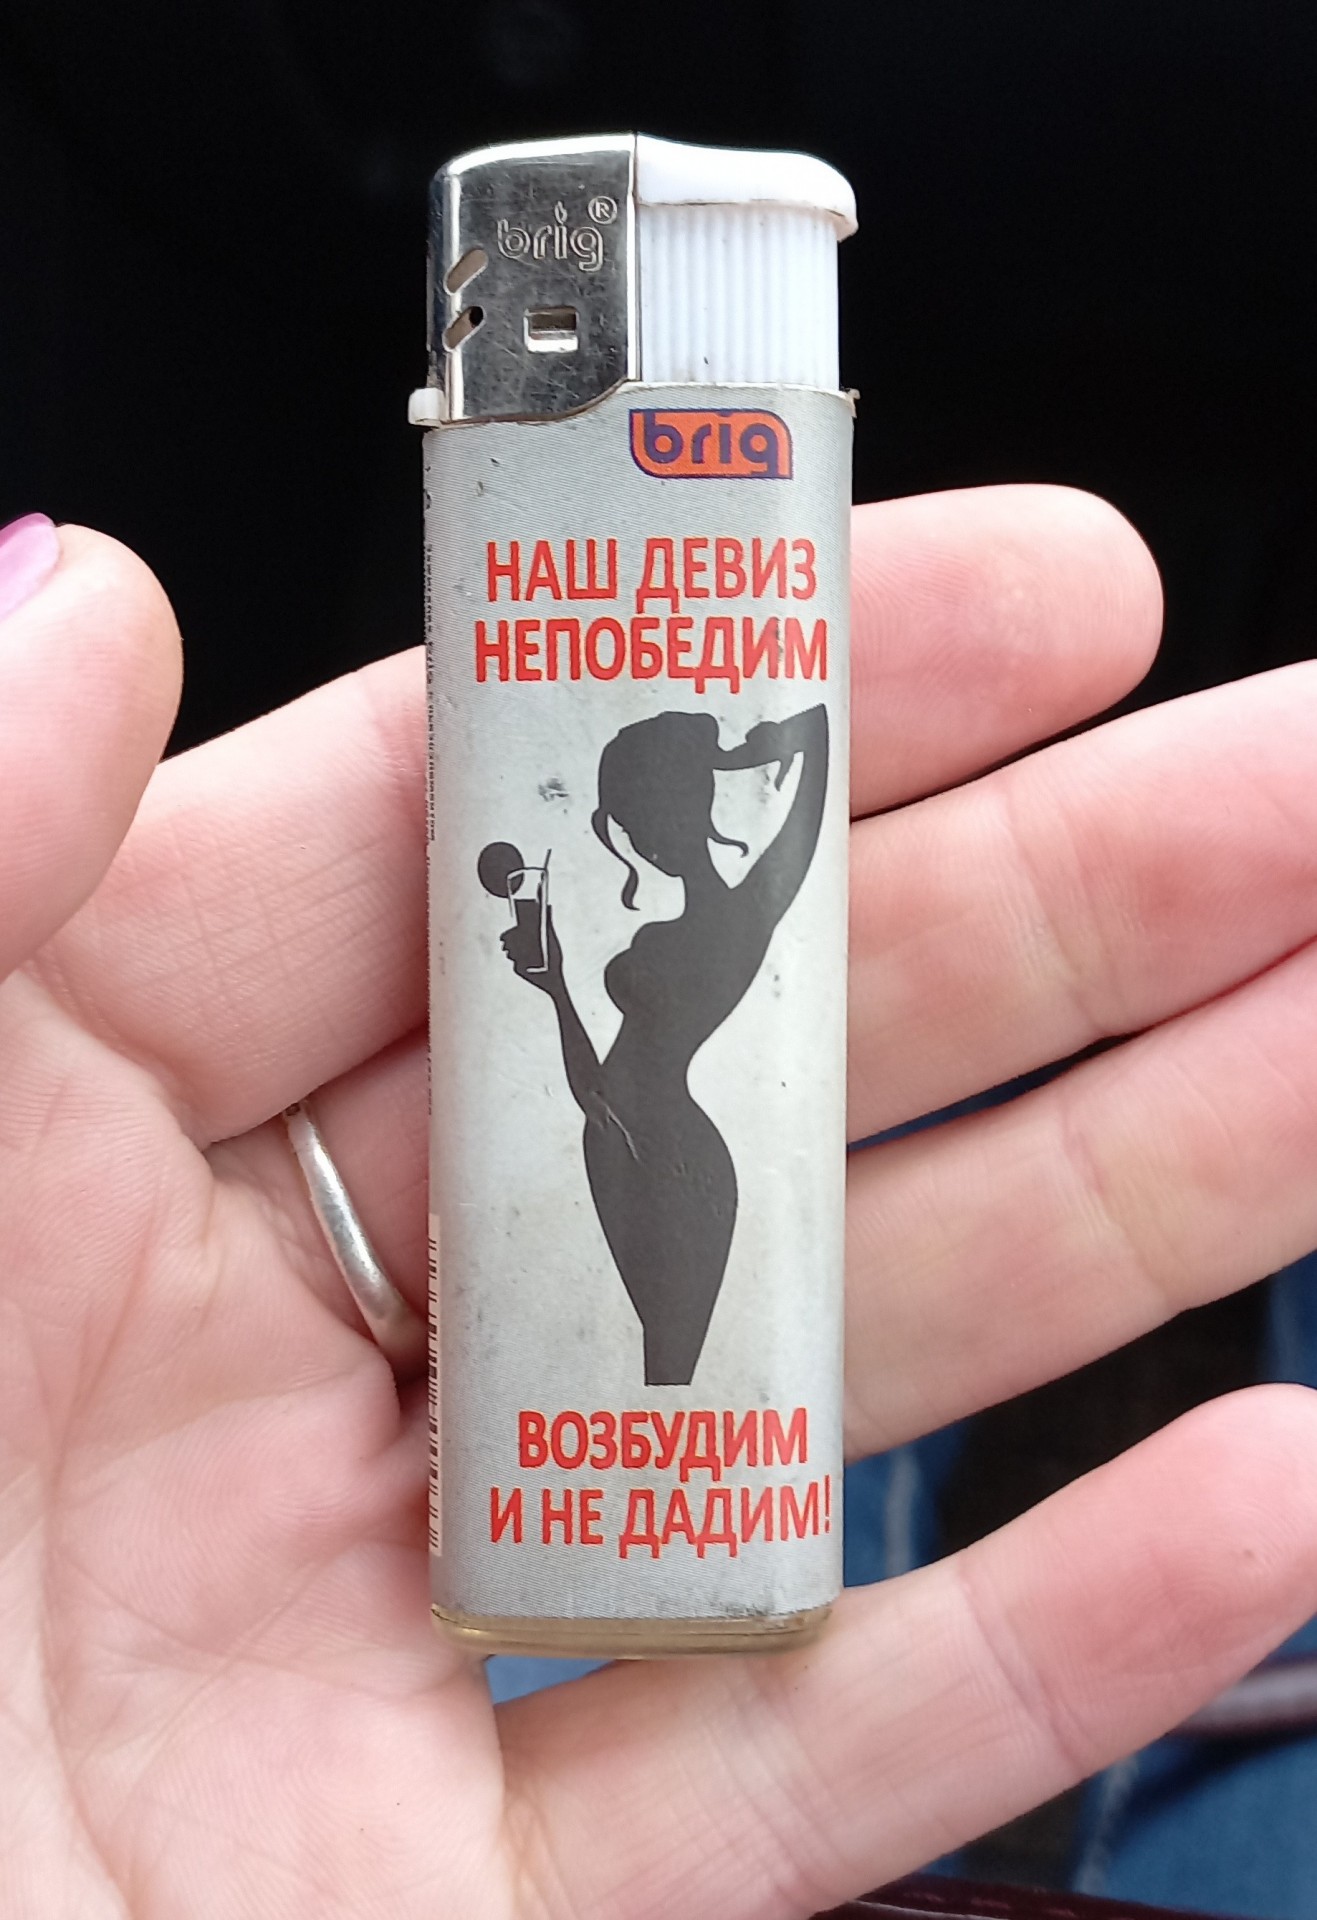 brig®
brig
НАШ ДЕВИЗ
НЕПОБЕДИМ
ВОЗБУДИМ
И НЕ ДАДИМ!